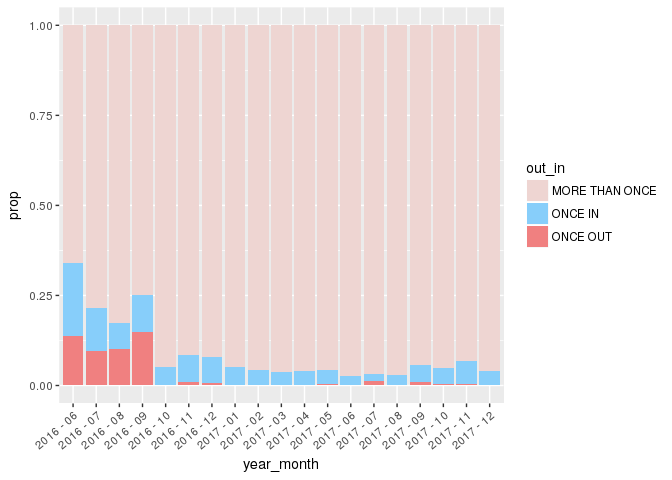 1.00
0.75
0.50
0.25
0.00
prop
2016 - 06
2016 - 07
2016 - 08
2016 - 09
2016 - 10
2016 - 11
2016 - 12
2017 - 01
2017 - 02
2017 - 03
2017 - 04
2017 - 05
2017 - 06
2017 - 07
2017 - 08
2017 - 09
2017 - 10
2017 - 11
2017 - 12
year_month
out_in
MORE THAN ONCE
ONCE IN
ONCE OUT